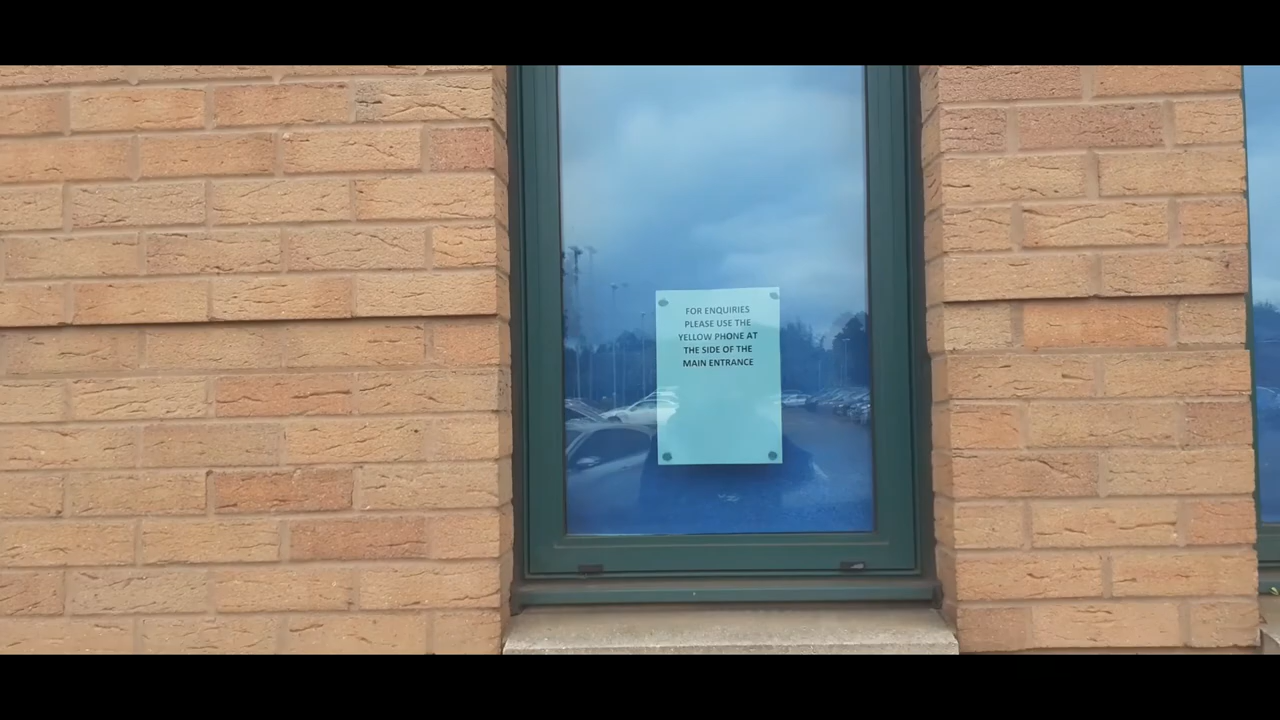 FOR ENQUIRIES
PLEASE USE THE
YELLOW PHONE AT
THE SIDE OF THE
MAIN ENTRANCE